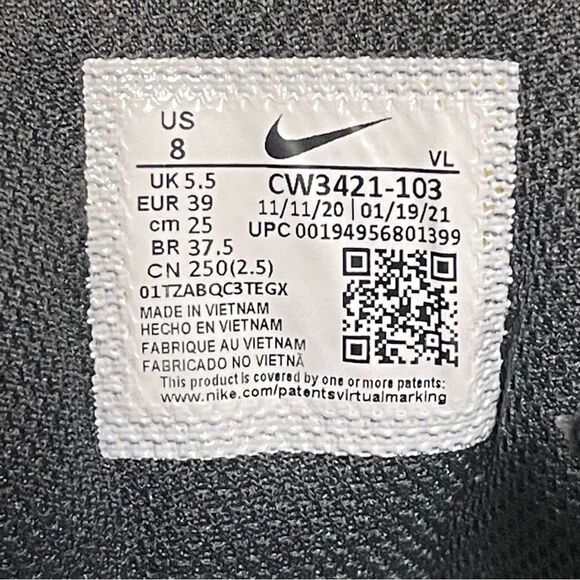 US
8
VL
UK 5.5
EUR 39
cm 25
BR 37.5
CN 250(2.5)
CW3421-103
11/11/20 | 01/19/21
UPC 00194956801399
01TZABQC3TEGX
MADE IN VIETNAM
HECHO EN VIETNAM
FABRIQUE AU VIETNAM
FABRICADO NO VIETNÃ
This product is covered by one or more patents:
www.nike.com/patentsvirtualmarking